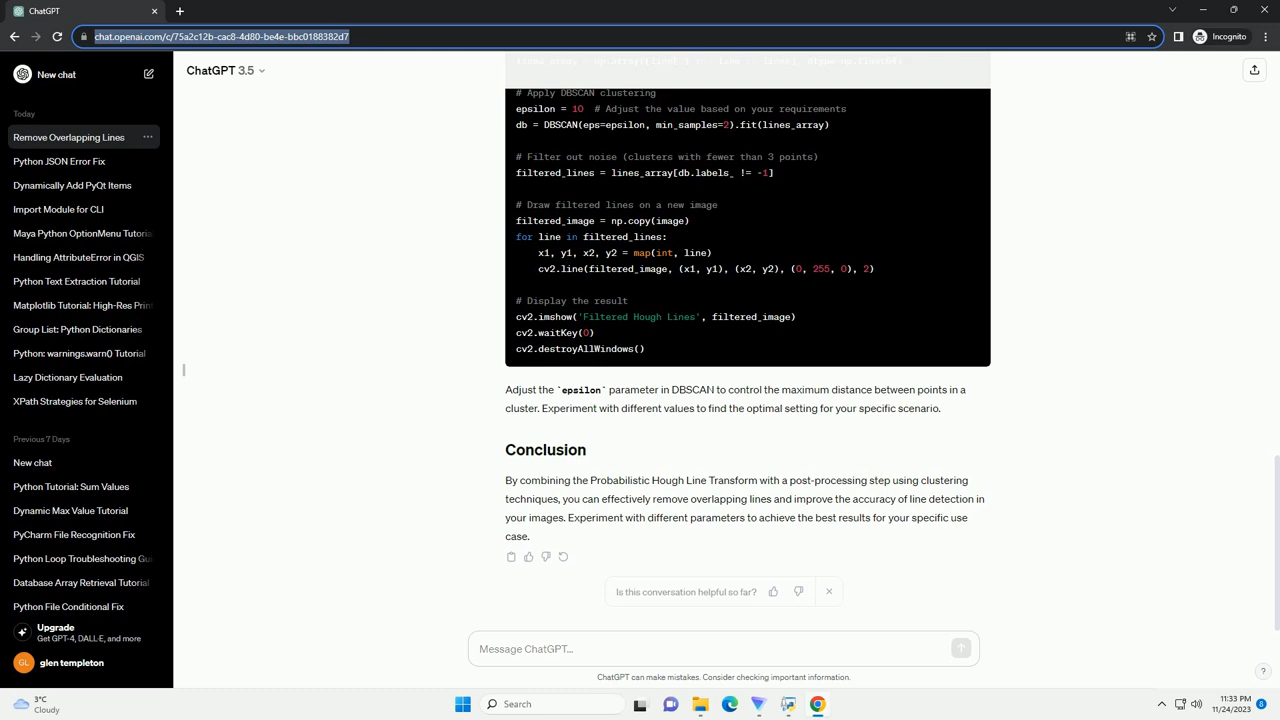 ChatGPT
chat.openai.com/c/75a2c12b-cac8-4d80-be4e-bbc0188382d7
Incognito
New chat
ChatGPT 3.5
Today
Remove Overlapping Lines
Python JSON Error Fix
Dynamically Add PyQt Items
Import Module for CLI
Maya Python OptionMenu Tutoria
Handling AttributeError in QGIS
Python Text Extraction Tutorial
Matplotlib Tutorial: High-Res Print
Group List: Python Dictionaries
Python: warnings.warn() Tutorial
Lazy Dictionary Evaluation
XPath Strategies for Selenium
Previous 7 Days
New chat
Python Tutorial: Sum Values
Dynamic Max Value Tutorial
PyCharm File Recognition Fix
Python Loop Troubleshooting Gu
Database Array Retrieval Tutorial
Python File Conditional Fix
Upgrade
Get GPT-4, DALL·E, and more
GL glen templeton
# Apply DBSCAN clustering
epsilon = 10  # Adjust the value based on your requirements
db = DBSCAN(eps=epsilon, min_samples=2).fit(lines_array)
# Filter out noise (clusters with fewer than 3 points)
filtered_lines = lines_array[db.labels_ != -1]
# Draw filtered lines on a new image
filtered_image = np.copy(image)
for line in filtered_lines:
x1, y1, x2, y2 = map(int, line)
cv2.line(filtered_image, (x1, y1), (x2, y2), (0, 255, 0), 2)
# Display the result
cv2.imshow('Filtered Hough Lines', filtered_image)
cv2.waitKey(0)
cv2.destroyAllWindows()
Adjust the `epsilon` parameter in DBSCAN to control the maximum distance between points in a
cluster. Experiment with different values to find the optimal setting for your specific scenario.
Conclusion
By combining the Probabilistic Hough Line Transform with a post-processing step using clustering
techniques, you can effectively remove overlapping lines and improve the accuracy of line detection in
your images. Experiment with different parameters to achieve the best results for your specific use
case.
Is this conversation helpful so far?
Message ChatGPT...
ChatGPT can make mistakes. Consider checking important information.
?
3°C
Cloudy
Search
11:33 PM
11/24/2023
8